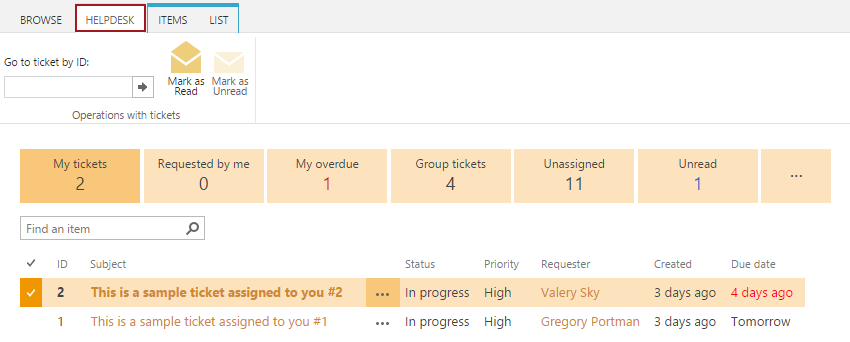 BROWSE HELPDESK ITEMS LIST
Go to ticket by ID:
Mark as Read
Mark as Unread
Operations with tickets
My tickets Requested by me My overdue Group tickets Unassigned Unread ...
2 0 1 4 11 1
Find an item
ID Subject Status Priority Requester Created Due date
2 This is a sample ticket assigned to you #2 ... In progress High Valery Sky 3 days ago 4 days ago
1 This is a sample ticket assigned to you #1 ... In progress High Gregory Portman 3 days ago Tomorrow